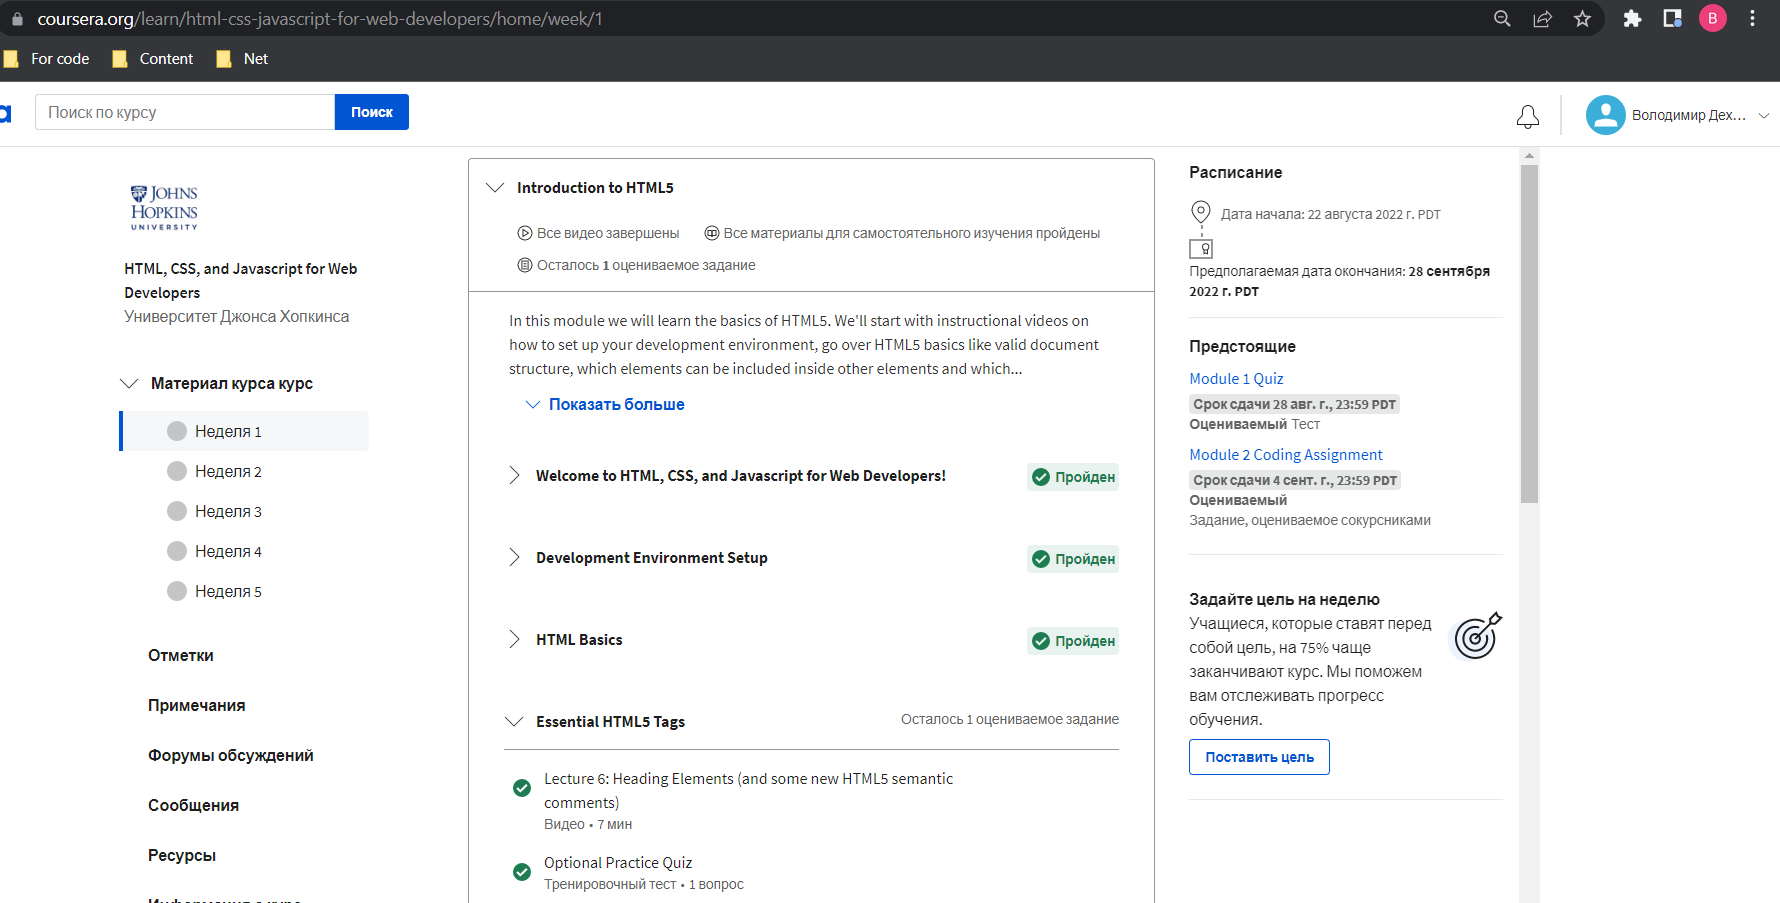 coursera.org/learn/html-css-javascript-for-web-developers/home/week/1
B
For code
Content
Net
a
Поиск по курсу
Поиск
Володимир Дех...
JOHNS
HOPKINS
UNIVERSITY
HTML, CSS, and Javascript for Web
Developers
Университет Джонса Хопкинса
Материал курса курс
Неделя 1
Неделя 2
Неделя 3
Неделя 4
Неделя 5
Отметки
Примечания
Форумы обсуждений
Сообщения
Ресурсы
Introduction to HTML5
Все видео завершены
Все материалы для самостоятельного изучения пройдены
Осталось 1 оцениваемое задание
In this module we will learn the basics of HTML5. We'll start with instructional videos on
how to set up your development environment, go over HTML5 basics like valid document
structure, which elements can be included inside other elements and which...
Показать больше
Welcome to HTML, CSS, and Javascript for Web Developers!
Пройден
Development Environment Setup
Пройден
HTML Basics
Пройден
Essential HTML5 Tags
Осталось 1 оцениваемое задание
Lecture 6: Heading Elements (and some new HTML5 semantic
comments)
Видео • 7 мин
Optional Practice Quiz
Тренировочный тест • 1 вопрос
Расписание
Дата начала: 22 августа 2022 г. PDT
Предполагаемая дата окончания: 28 сентября
2022 г. PDT
Предстоящие
Module 1 Quiz
Срок сдачи 28 авг. г., 23:59 PDT
Оцениваемый Тест
Module 2 Coding Assignment
Срок сдачи 4 сент. г., 23:59 PDT
Оцениваемый
Задание, оцениваемое сокурсниками
Задайте цель на неделю
Учащиеся, которые ставят перед
собой цель, на 75% чаще
заканчивают курс. Мы поможем
вам отслеживать прогресс
обучения.
Поставить цель